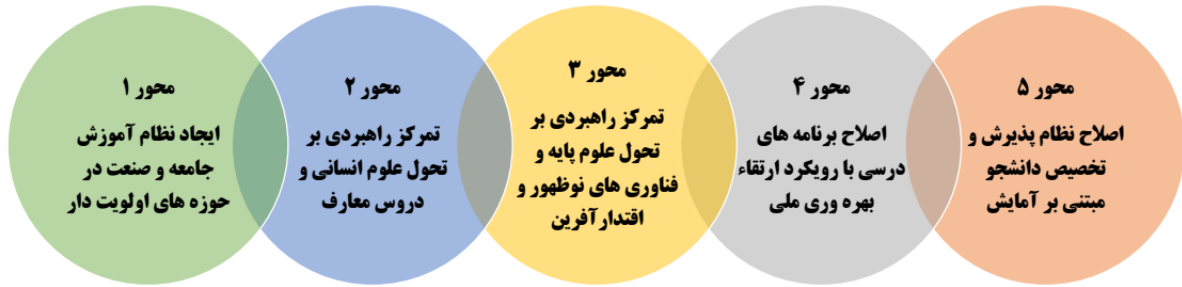 محور ۱
ایجاد نظام آموزش
جامعه و صنعت در
حوزه های اولویت دار
محور ۲
تمرکز راهبردی بر
تحول علوم انسانی و
دروس معارف
محور ۳
تمرکز راهبردی بر
تحول علوم پایه و
فناوری های نوظهور و
اقتدارآفرین
محور ۴
اصلاح برنامه های
درسی با رویکرد ارتقاء
بهره وری ملی
محور ۵
اصلاح نظام پذیرش و
تخصیص دانشجو
مبتنی بر آمایش